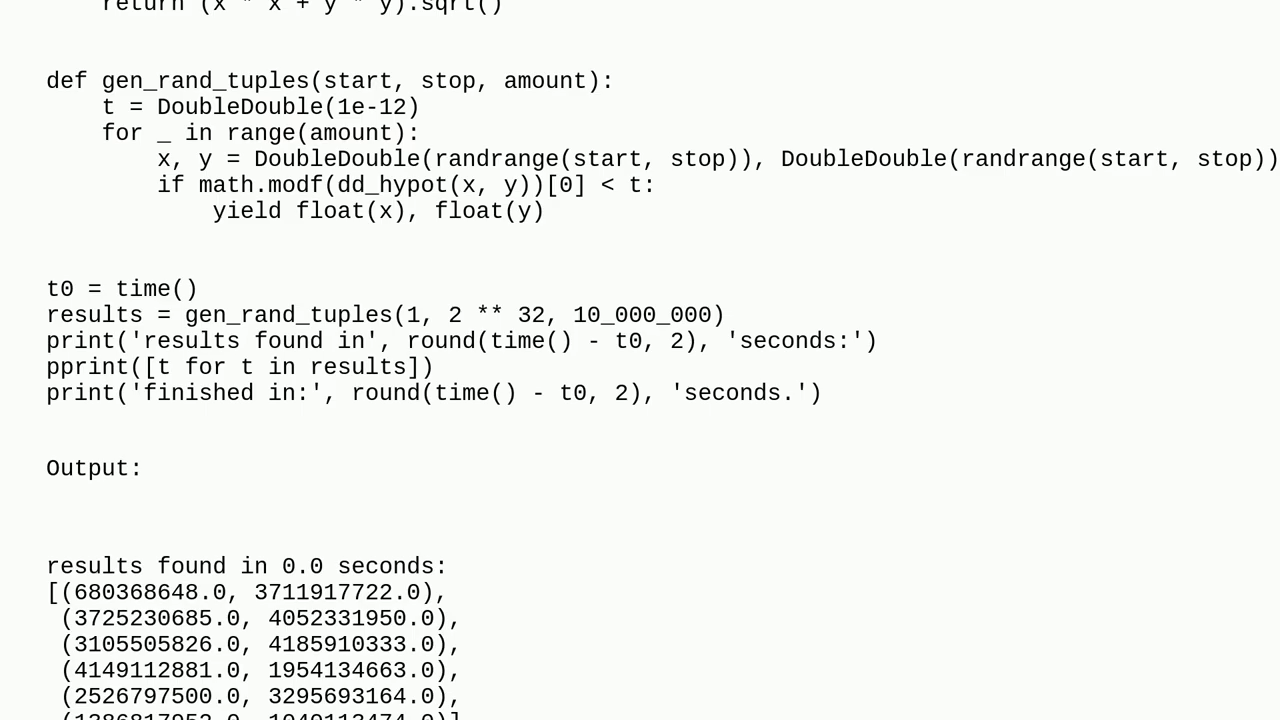 return (x * x + y * y).sqrt()
def gen_rand_tuples(start, stop, amount):
t = DoubleDouble(1e-12)
for _ in range(amount):
x, y = DoubleDouble(randrange(start, stop)), DoubleDouble(randrange(start, stop))
if math.modf(dd_hypot(x, y))[0] < t:
yield float(x), float(y)
t0 = time()
results = gen_rand_tuples(1, 2 ** 32, 10_000_000)
print('results found in', round(time() - t0, 2), 'seconds:')
pprint([t for t in results])
print('finished in:', round(time() - t0, 2), 'seconds.')
Output:
results found in 0.0 seconds:
[(680368648.0, 3711917722.0),
(3725230685.0, 4052331950.0),
(3105505826.0, 4185910333.0),
(4149112881.0, 1954134663.0),
(2526797500.0, 3295693164.0),